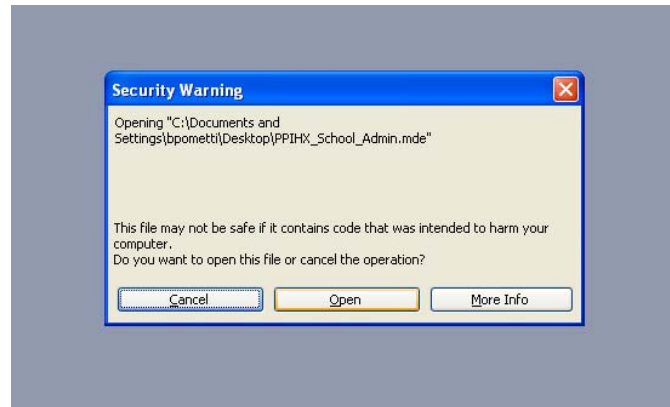 Security Warning
Opening "C:\Documents and
Settings\bpometti\Desktop\PPIHX_School_Admin.mde"
This file may not be safe if it contains code that was intended to harm your
computer.
Do you want to open this file or cancel the operation?
Cancel Open More Info